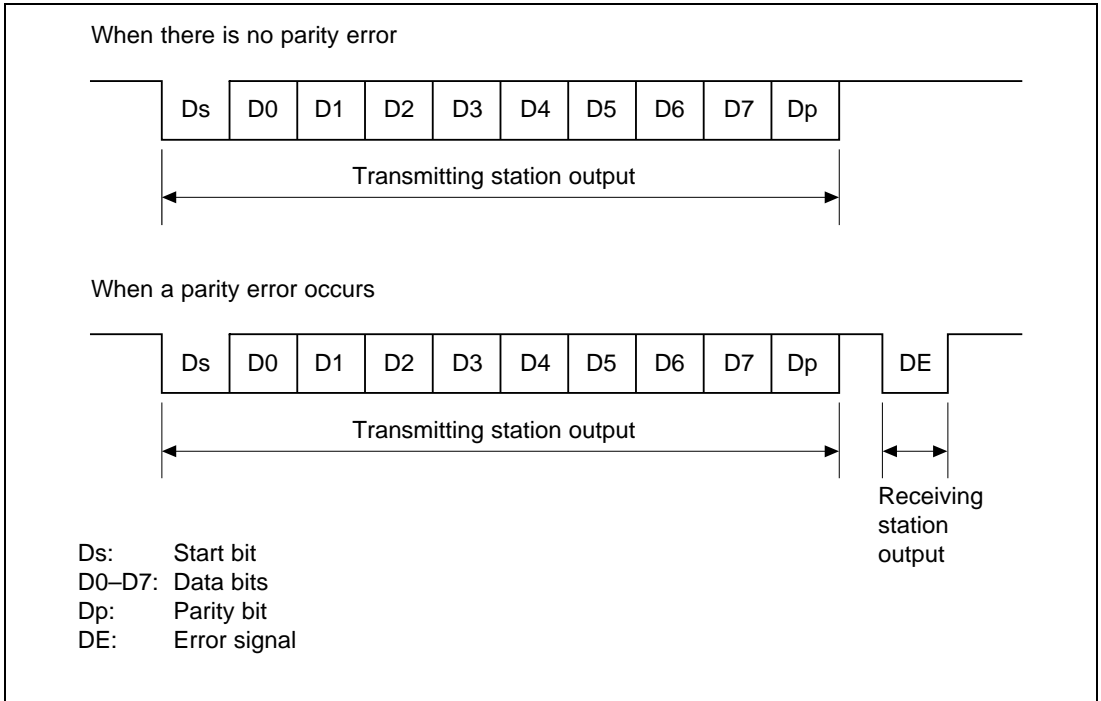 When there is no parity error
Ds D0 D1 D2 D3 D4 D5 D6 D7 Dp
Transmitting station output
When a parity error occurs
Ds D0 D1 D2 D3 D4 D5 D6 D7 Dp DE
Transmitting station output
Receiving
station
output
Ds: Start bit
D0–D7: Data bits
Dp: Parity bit
DE: Error signal